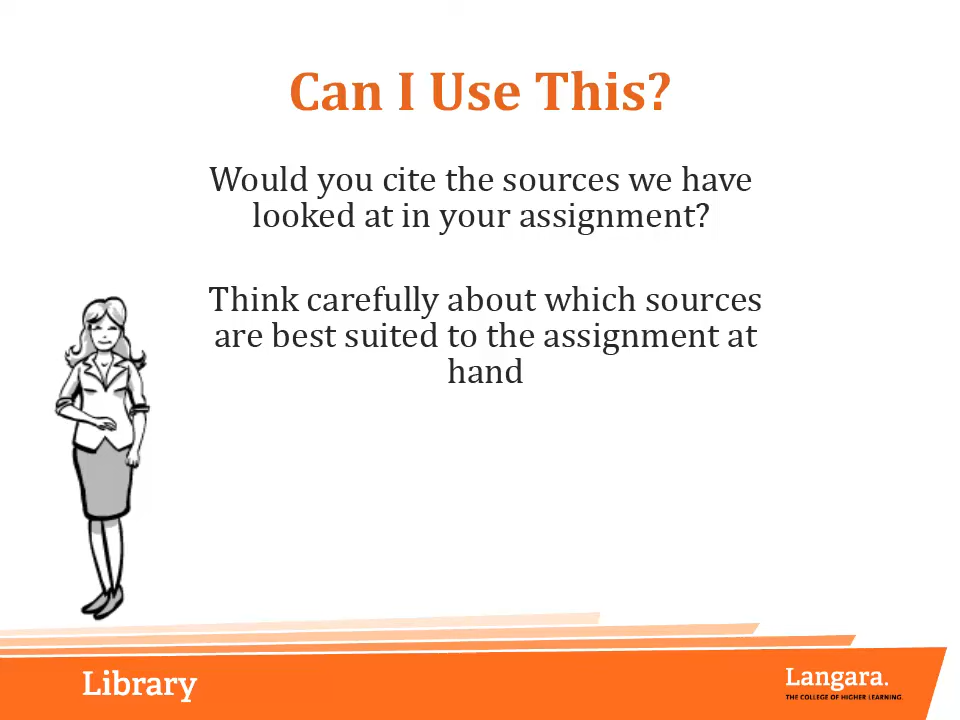 Can I Use This?
Would you cite the sources we have
looked at in your assignment?
Think carefully about which sources
are best suited to the assignment at
hand
Library
Langara.
THE COLLEGE OF HIGHER LEARNING.